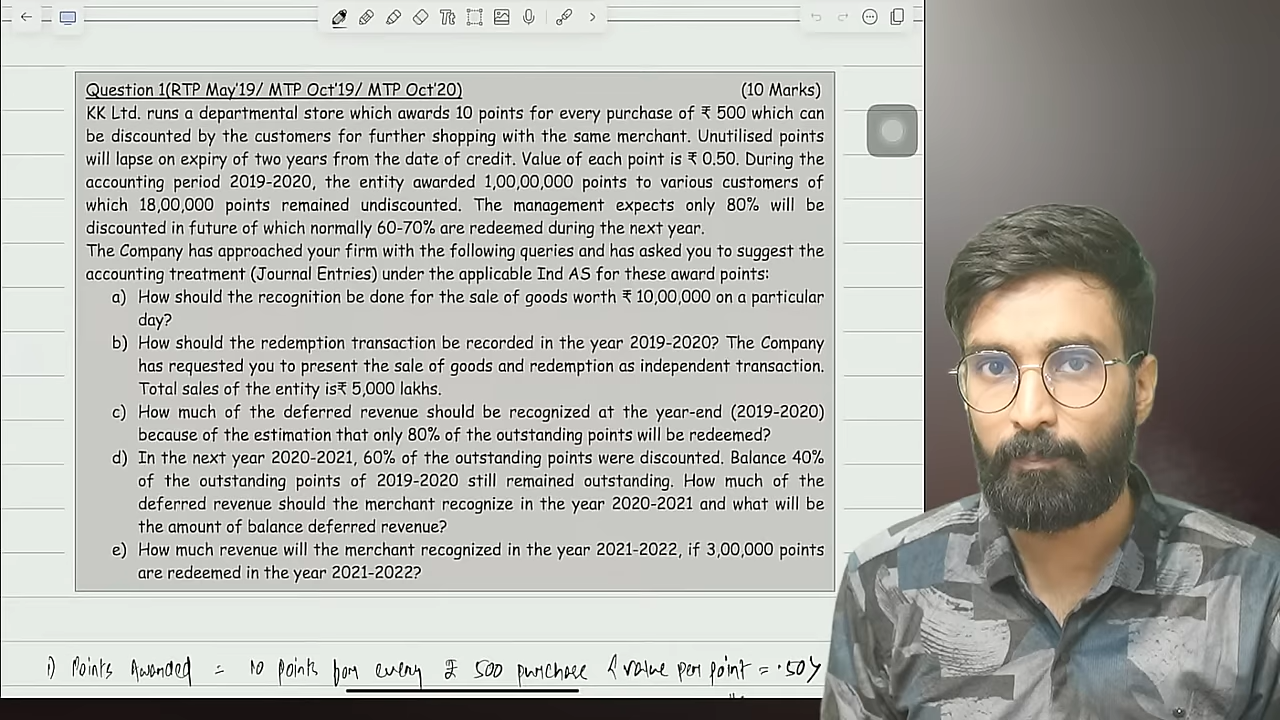 Tt
Question 1(RTP May'19/ MTP Oct'19/ MTP Oct'20) (10 Marks)
KK Ltd. runs a departmental store which awards 10 points for every purchase of ₹ 500 which can
be discounted by the customers for further shopping with the same merchant. Unutilised points
will lapse on expiry of two years from the date of credit. Value of each point is ₹ 0.50. During the
accounting period 2019-2020, the entity awarded 1,00,00,000 points to various customers of
which 18,00,000 points remained undiscounted. The management expects only 80% will be
discounted in future of which normally 60-70% are redeemed during the next year.
The Company has approached your firm with the following queries and has asked you to suggest the
accounting treatment (Journal Entries) under the applicable Ind AS for these award points:
a) How should the recognition be done for the sale of goods worth ₹ 10,00,000 on a particular
day?
b) How should the redemption transaction be recorded in the year 2019-2020? The Company
has requested you to present the sale of goods and redemption as independent transaction.
Total sales of the entity is₹ 5,000 lakhs.
c) How much of the deferred revenue should be recognized at the year-end (2019-2020)
because of the estimation that only 80% of the outstanding points will be redeemed?
d) In the next year 2020-2021, 60% of the outstanding points were discounted. Balance 40%
of the outstanding points of 2019-2020 still remained outstanding. How much of the
deferred revenue should the merchant recognize in the year 2020-2021 and what will be
the amount of balance deferred revenue?
e) How much revenue will the merchant recognized in the year 2021-2022, if 3,00,000 points
are redeemed in the year 2021-2022?
1) Points Awarded = 10 Points for every ₹ 500 purchase {value per point = .50}